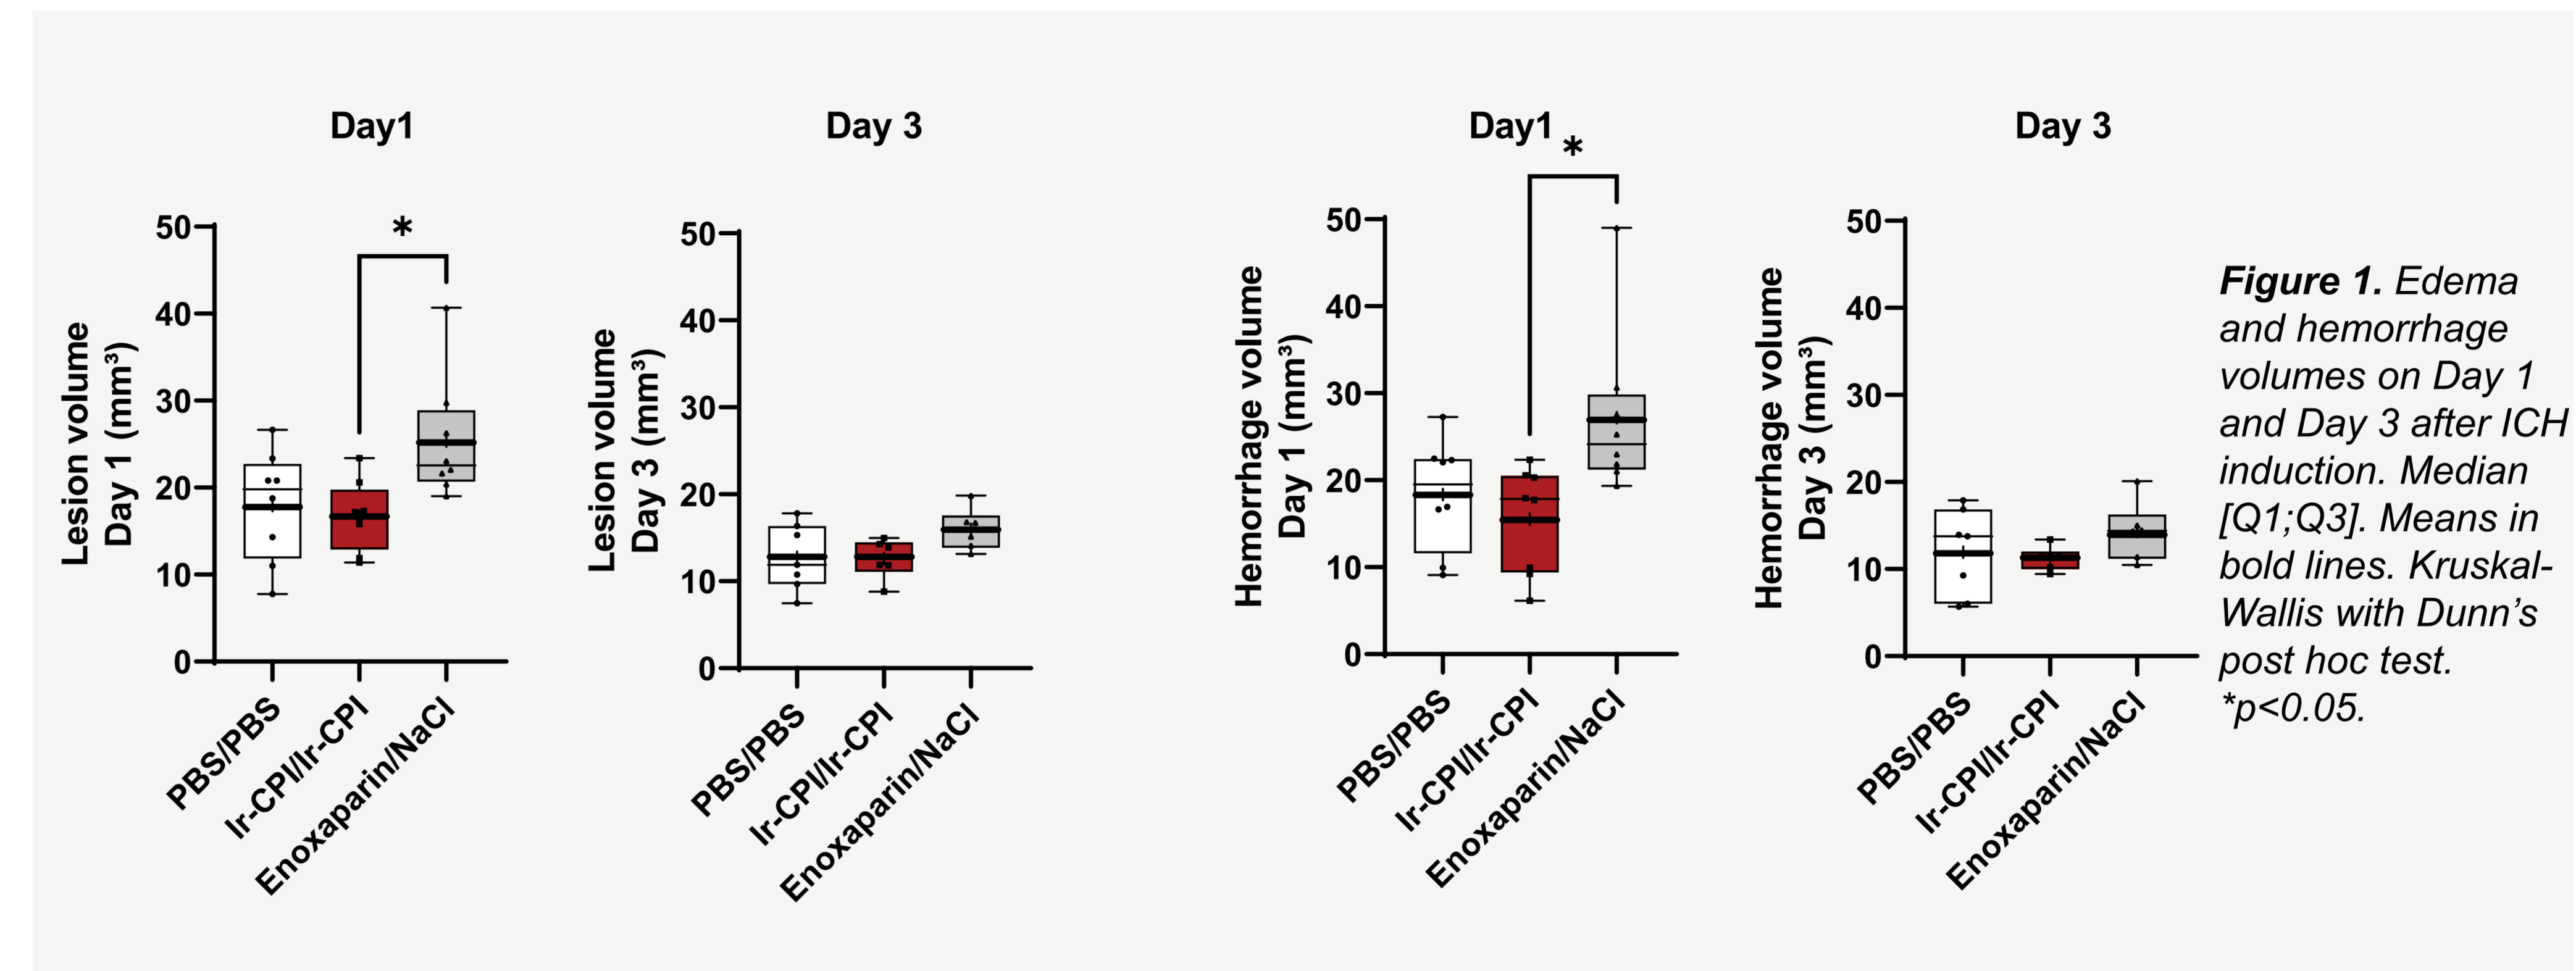 Day1
*
50
40
30
20
10
0
Lesion volume
Day 1 (mm³)
PBS/PBS
Ir-CPI/Ir-CPI
Enoxaparin/NaCl
Day 3
50
40
30
20
10
0
Lesion volume
Day 3 (mm³)
PBS/PBS
Ir-CPI/Ir-CPI
Enoxaparin/NaCl
Day1
*
50
40
30
20
10
0
Hemorrhage volume
Day 1 (mm³)
PBS/PBS
Ir-CPI/Ir-CPI
Enoxaparin/NaCl
Day 3
50
40
30
20
10
0
Hemorrhage volume
Day 3 (mm³)
PBS/PBS
Ir-CPI/Ir-CPI
Enoxaparin/NaCl
Figure 1. Edema
and hemorrhage
volumes on Day 1
and Day 3 after ICH
induction. Median
[Q1;Q3]. Means in
bold lines. Kruskal-
Wallis with Dunn’s
post hoc test.
*p<0.05.